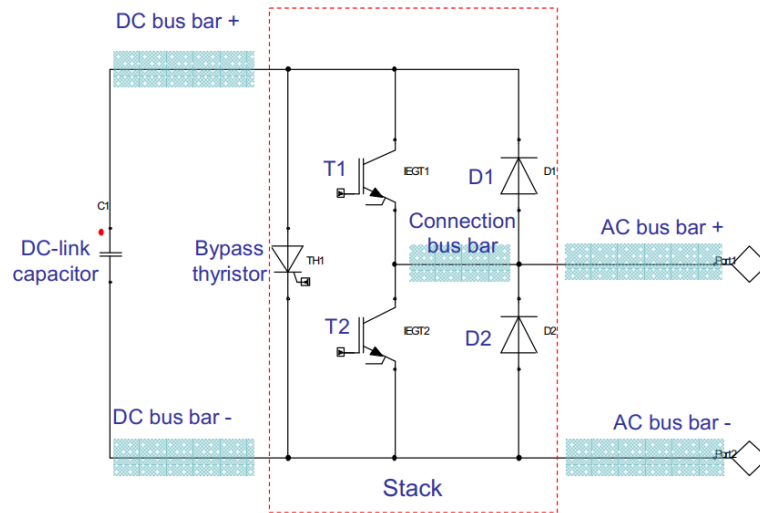 DC bus bar +
T1
IEGT1
D1
D1
C1
Connection
bus bar
AC bus bar +
DC-link
capacitor
Bypass
thyristor
TH1
Port1
T2
IEGT2
D2
D2
DC bus bar -
AC bus bar -
Port2
Stack